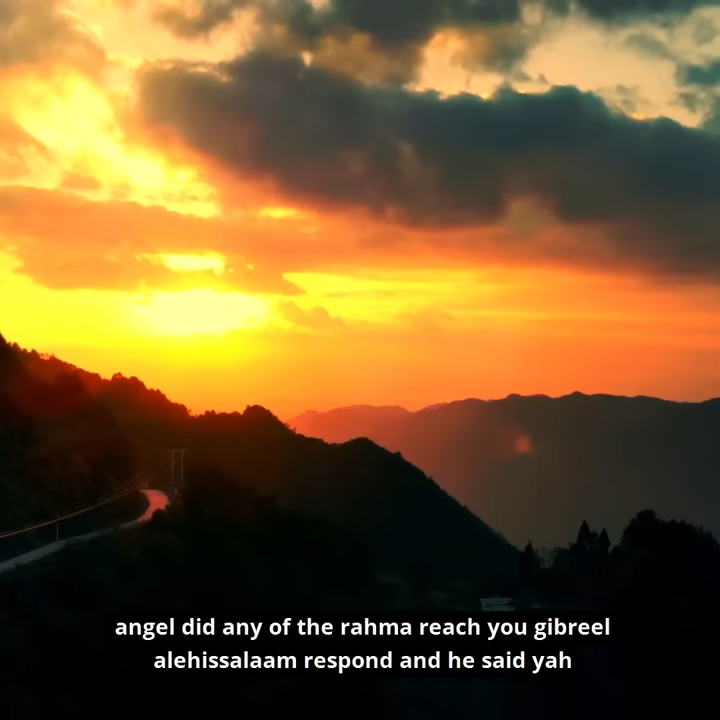 angel did any of the rahma reach you gibreel
alehissalaam respond and he said yah